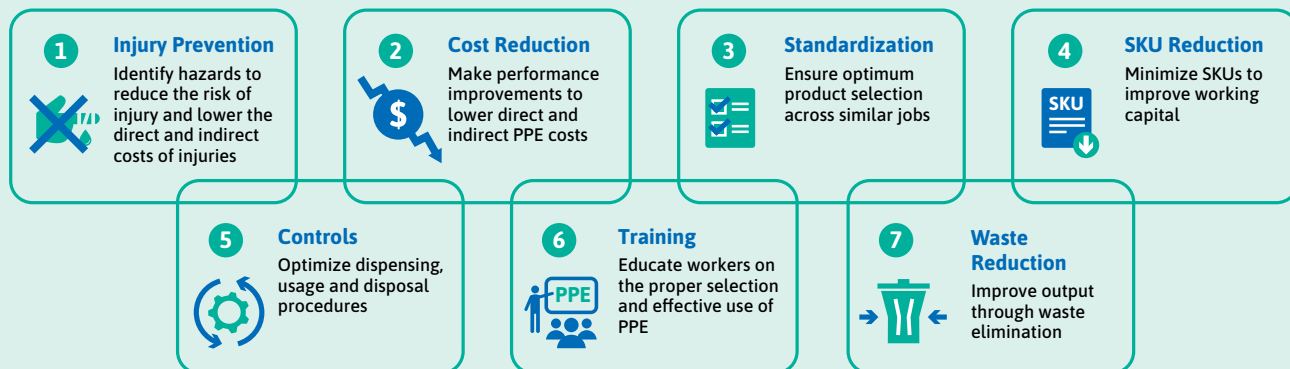 1
Injury Prevention
Identify hazards to
reduce the risk of
injury and lower the
direct and indirect
costs of injuries
2
$
Cost Reduction
Make performance
improvements to
lower direct and
indirect PPE costs
3
Standardization
Ensure optimum
product selection
across similar jobs
4
SKU
SKU Reduction
Minimize SKUs to
improve working
capital
5
Controls
Optimize dispensing,
usage and disposal
procedures
6
PPE
Training
Educate workers on
the proper selection
and effective use of
PPE
7
Waste
Reduction
Improve output
through waste
elimination